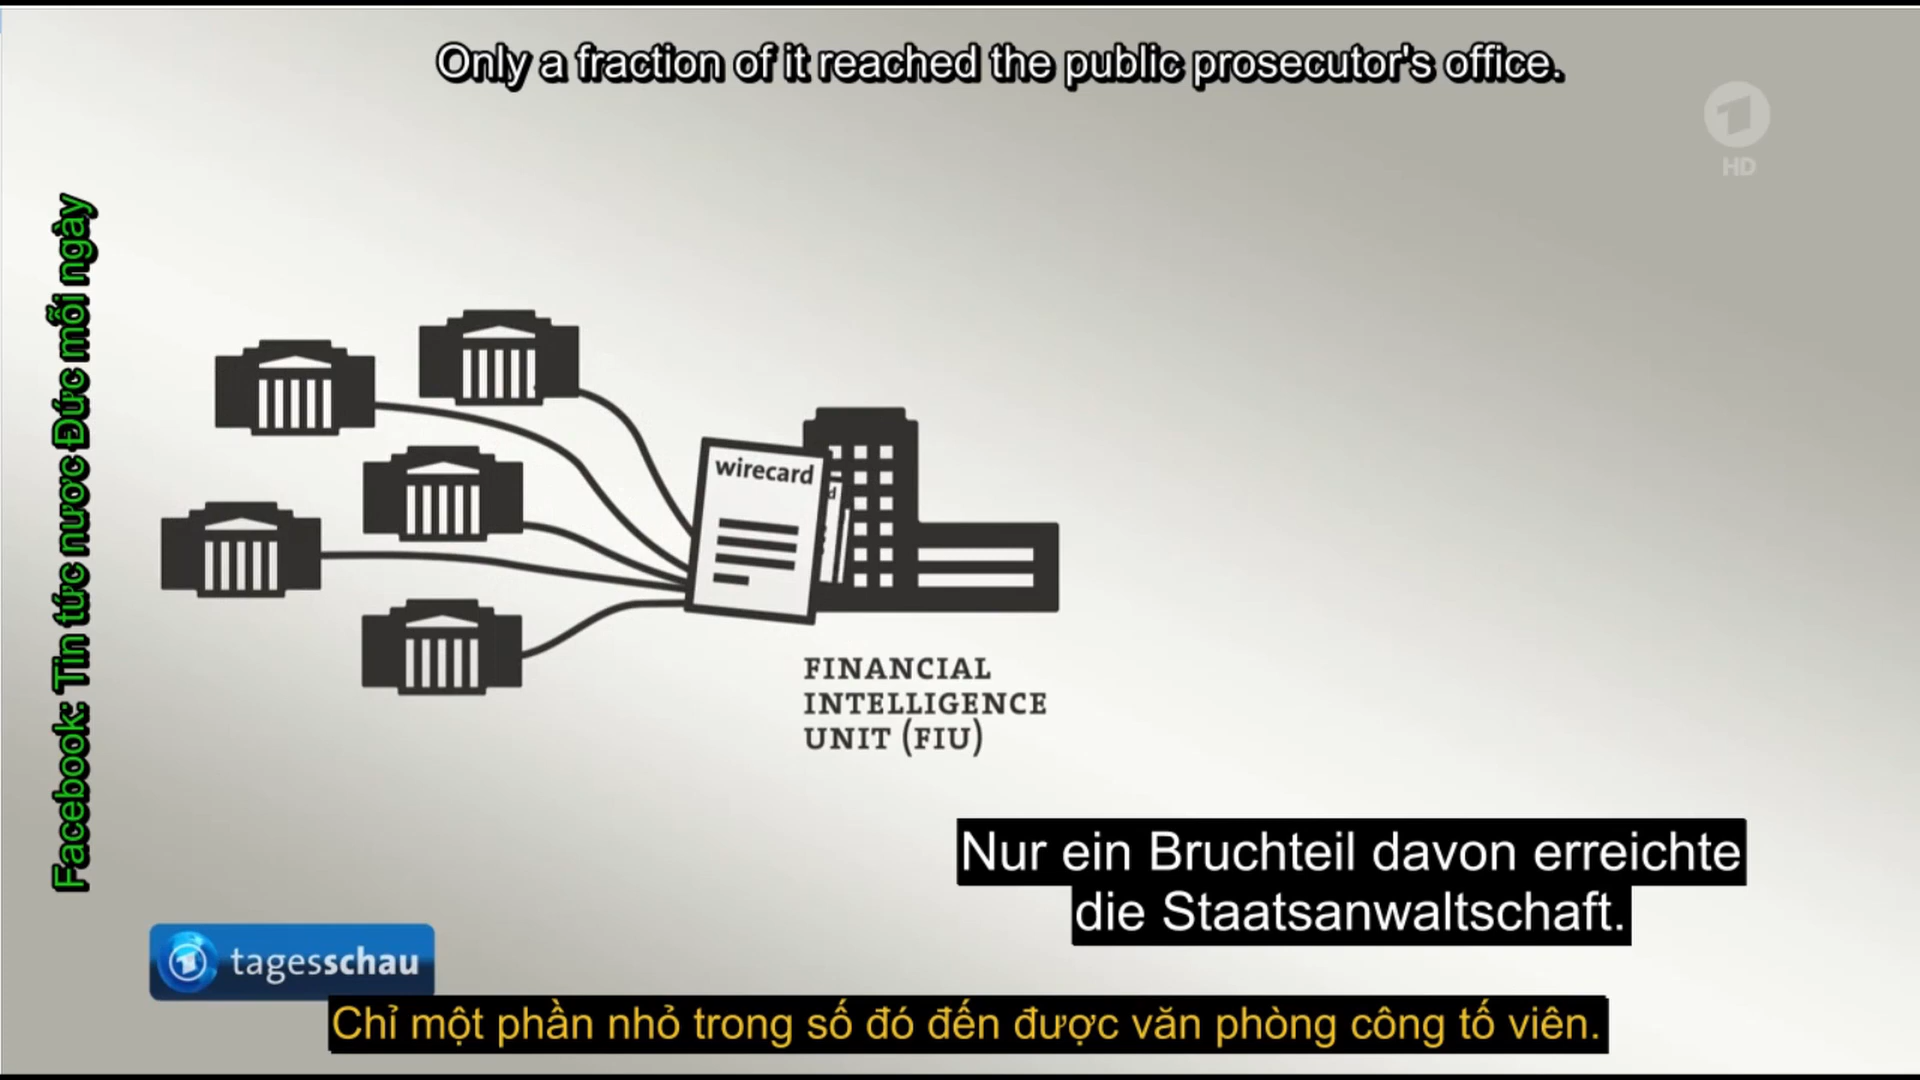 Only a fraction of it reached the public prosecutor's office.
HD
Facebook: Tin tức nước Đức mỗi ngày
wirecard
d
FINANCIAL
INTELLIGENCE
UNIT (FIU)
Nur ein Bruchteil davon erreichte
die Staatsanwaltschaft.
tagesschau
Chỉ một phần nhỏ trong số đó đến được văn phòng công tố viên.